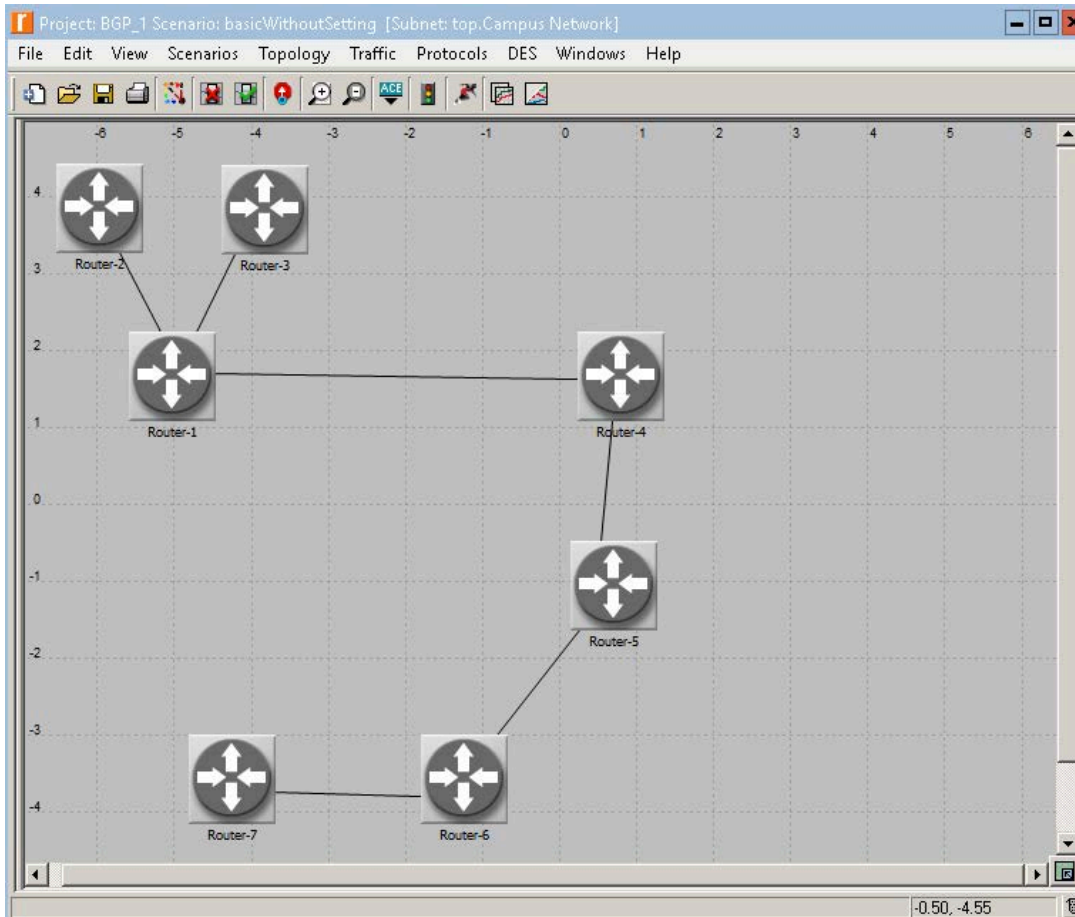 Project: BGP_1 Scenario: basicWithoutSetting [Subnet: top.Campus Network]
File Edit View Scenarios Topology Traffic Protocols DES Windows Help
ACE
-6 -5 -4 -3 -2 -1 0 1 2 3 4 5 6
4
Router-2 Router-3
3
2
1
Router-1 Router-4
0
-1
Router-5
-2
-3
-4
Router-7 Router-6
-0.50, -4.55